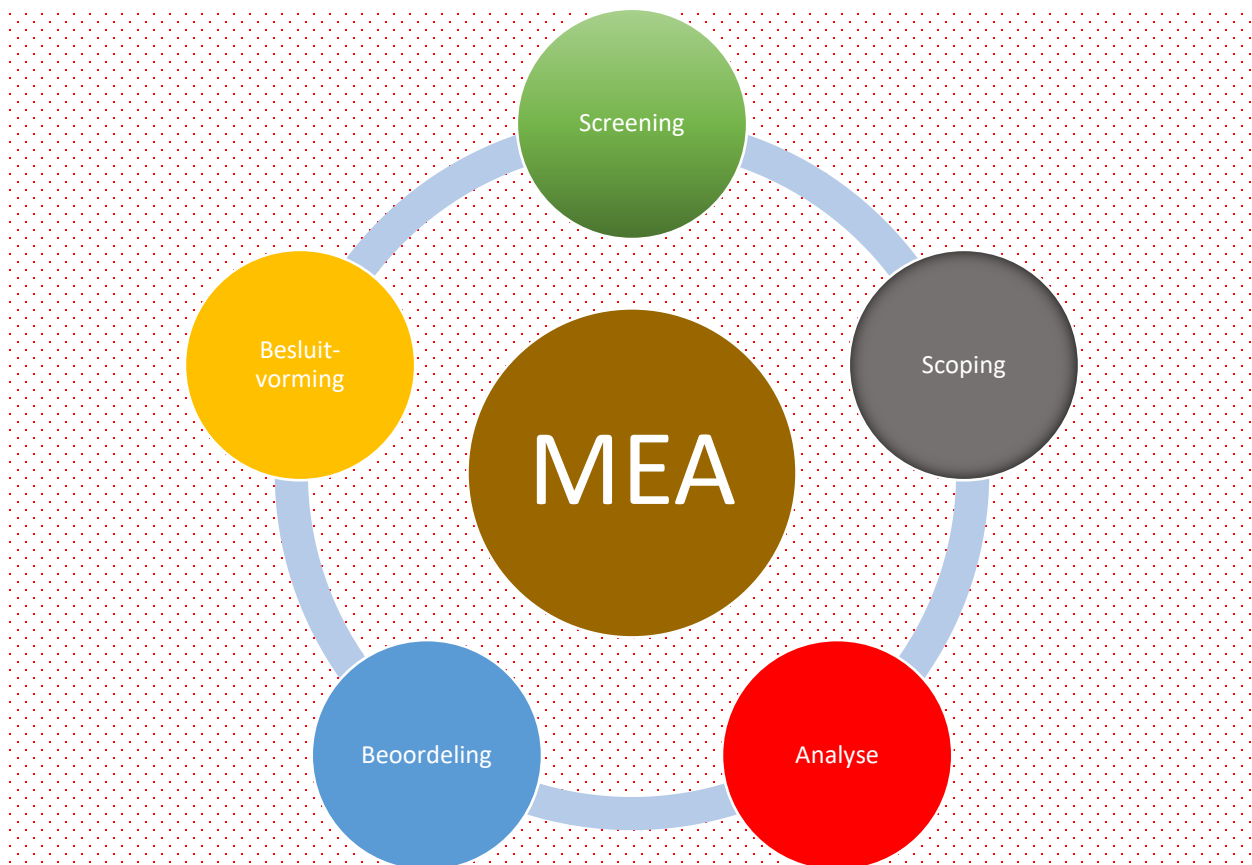 Screening
Besluit-
vorming
Scoping
MEA
Beoordeling
Analyse